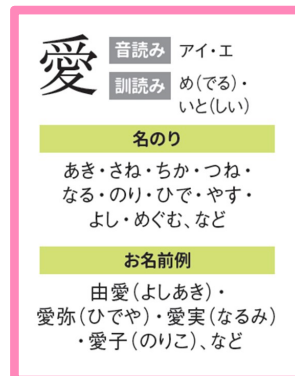 愛
音読み アイ・エ
訓読み め(でる)・
いと(しい)
名のり
あき・さね・ちか・つね・
なる・のり・ひで・やす・
よし・めぐむ、など
お名前例
由愛(よしあき)・
愛弥(ひでや)・愛実(なるみ)
・愛子(のりこ)、など